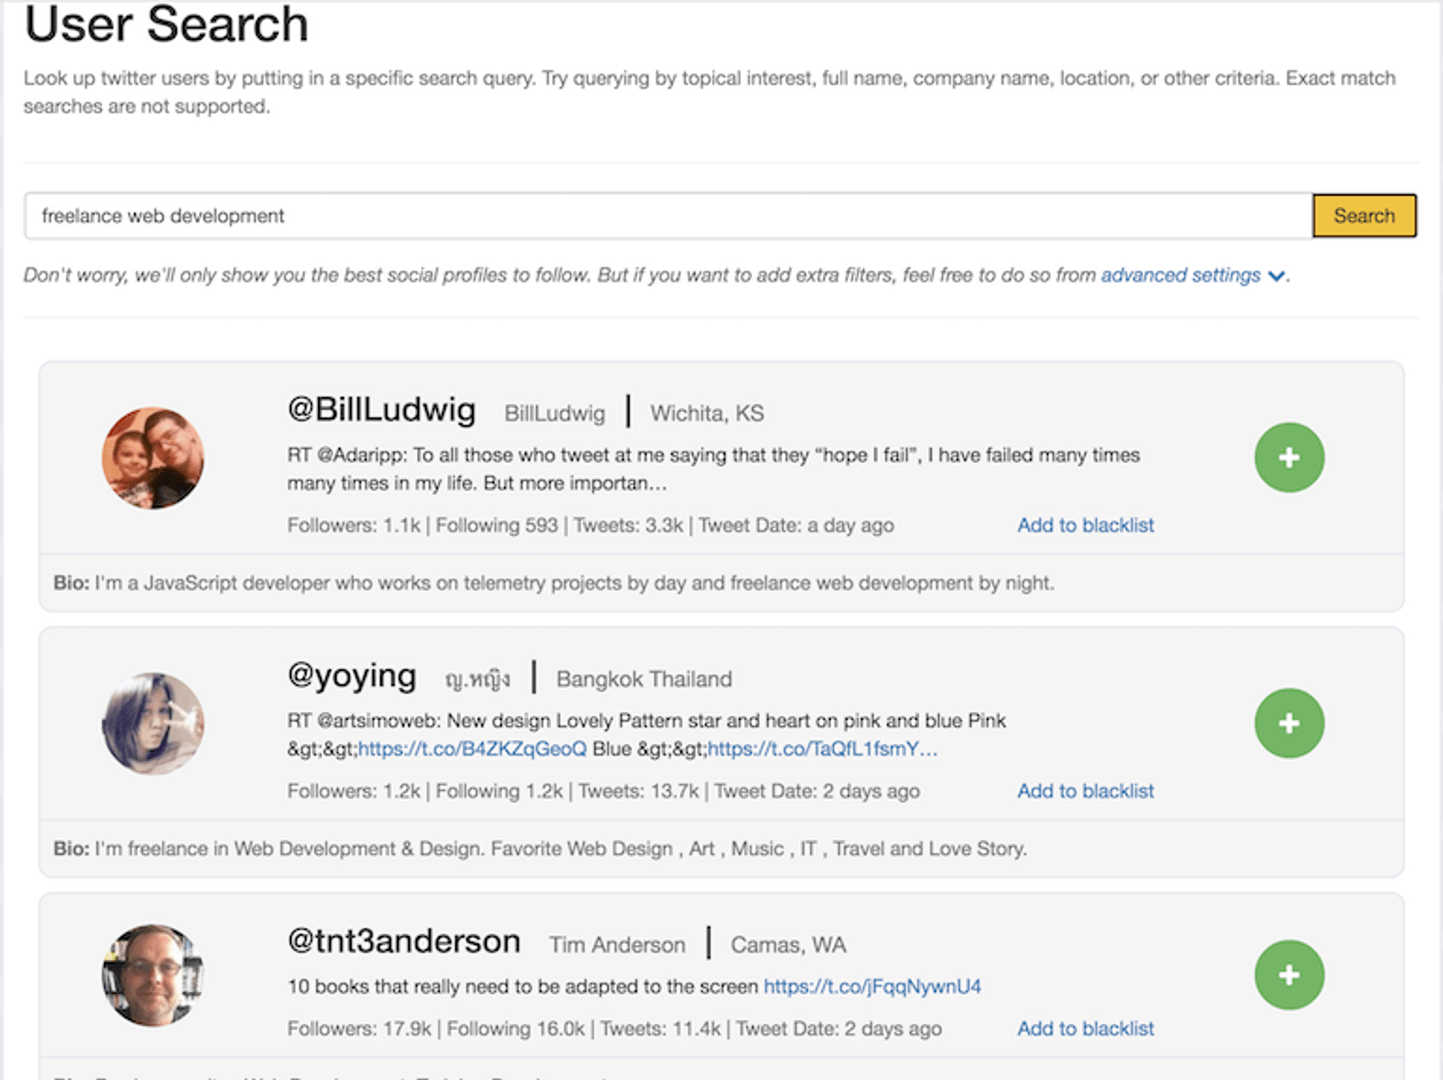 User Search
Look up twitter users by putting in a specific search query. Try querying by topical interest, full name, company name, location, or other criteria. Exact match
searches are not supported.
freelance web development
Search
Don't worry, we'll only show you the best social profiles to follow. But if you want to add extra filters, feel free to do so from advanced settings.
@BillLudwig BillLudwig | Wichita, KS
RT @Adaripp: To all those who tweet at me saying that they “hope I fail”, I have failed many times
many times in my life. But more importan…
Followers: 1.1k | Following 593 | Tweets: 3.3k | Tweet Date: a day ago Add to blacklist
Bio: I'm a JavaScript developer who works on telemetry projects by day and freelance web development by night.
@yoying ญ.หญิง | Bangkok Thailand
RT @artsimoweb: New design Lovely Pattern star and heart on pink and blue Pink
&gt;&gt;https://t.co/B4ZKZqGeoQ Blue &gt;&gt;https://t.co/TaQfL1fsmY…
Followers: 1.2k | Following 1.2k | Tweets: 13.7k | Tweet Date: 2 days ago Add to blacklist
Bio: I'm freelance in Web Development & Design. Favorite Web Design , Art , Music , IT , Travel and Love Story.
@tnt3anderson Tim Anderson | Camas, WA
10 books that really need to be adapted to the screen https://t.co/jFqqNywnU4
Followers: 17.9k | Following 16.0k | Tweets: 11.4k | Tweet Date: 2 days ago Add to blacklist